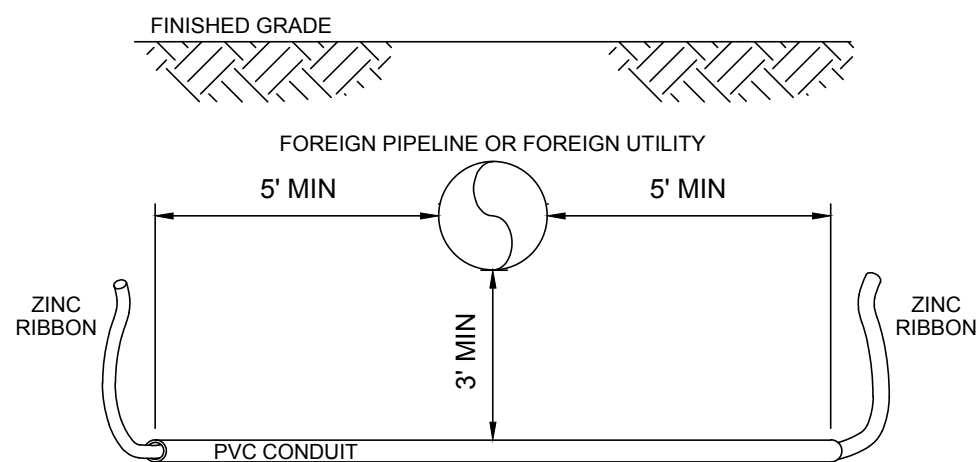 FINISHED GRADE
FOREIGN PIPELINE OR FOREIGN UTILITY
5' MIN
5' MIN
ZINC
RIBBON
3' MIN
ZINC
RIBBON
PVC CONDUIT